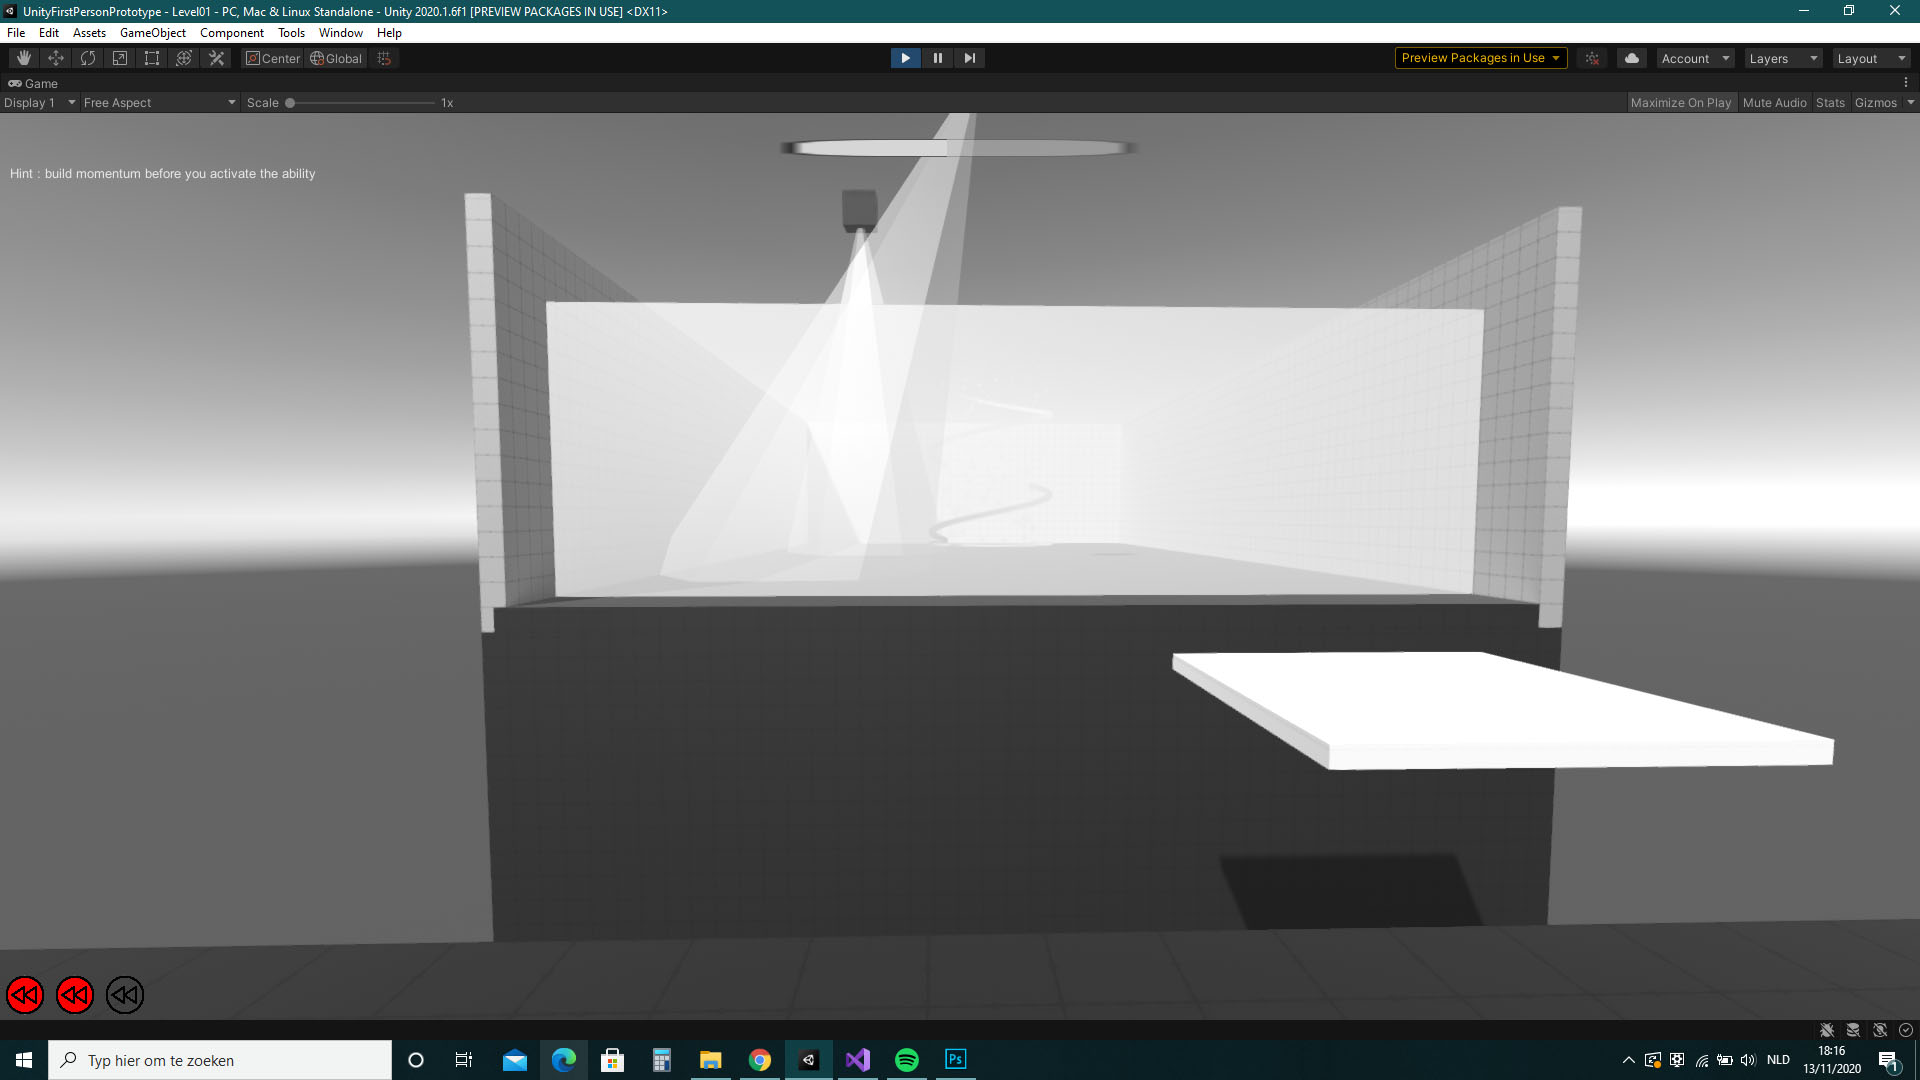 UnityFirstPersonPrototype - Level01 - PC, Mac & Linux Standalone - Unity 2020.1.6f1 [PREVIEW PACKAGES IN USE] <DX11>
File Edit Assets GameObject Component Tools Window Help
Center Global Preview Packages in Use Account Layers Layout
Game
Display 1 Free Aspect Scale 1x Maximize On Play Mute Audio Stats Gizmos
Hint : build momentum before you activate the ability
Typ hier om te zoeken
Ps
NLD
18:16
13/11/2020
1